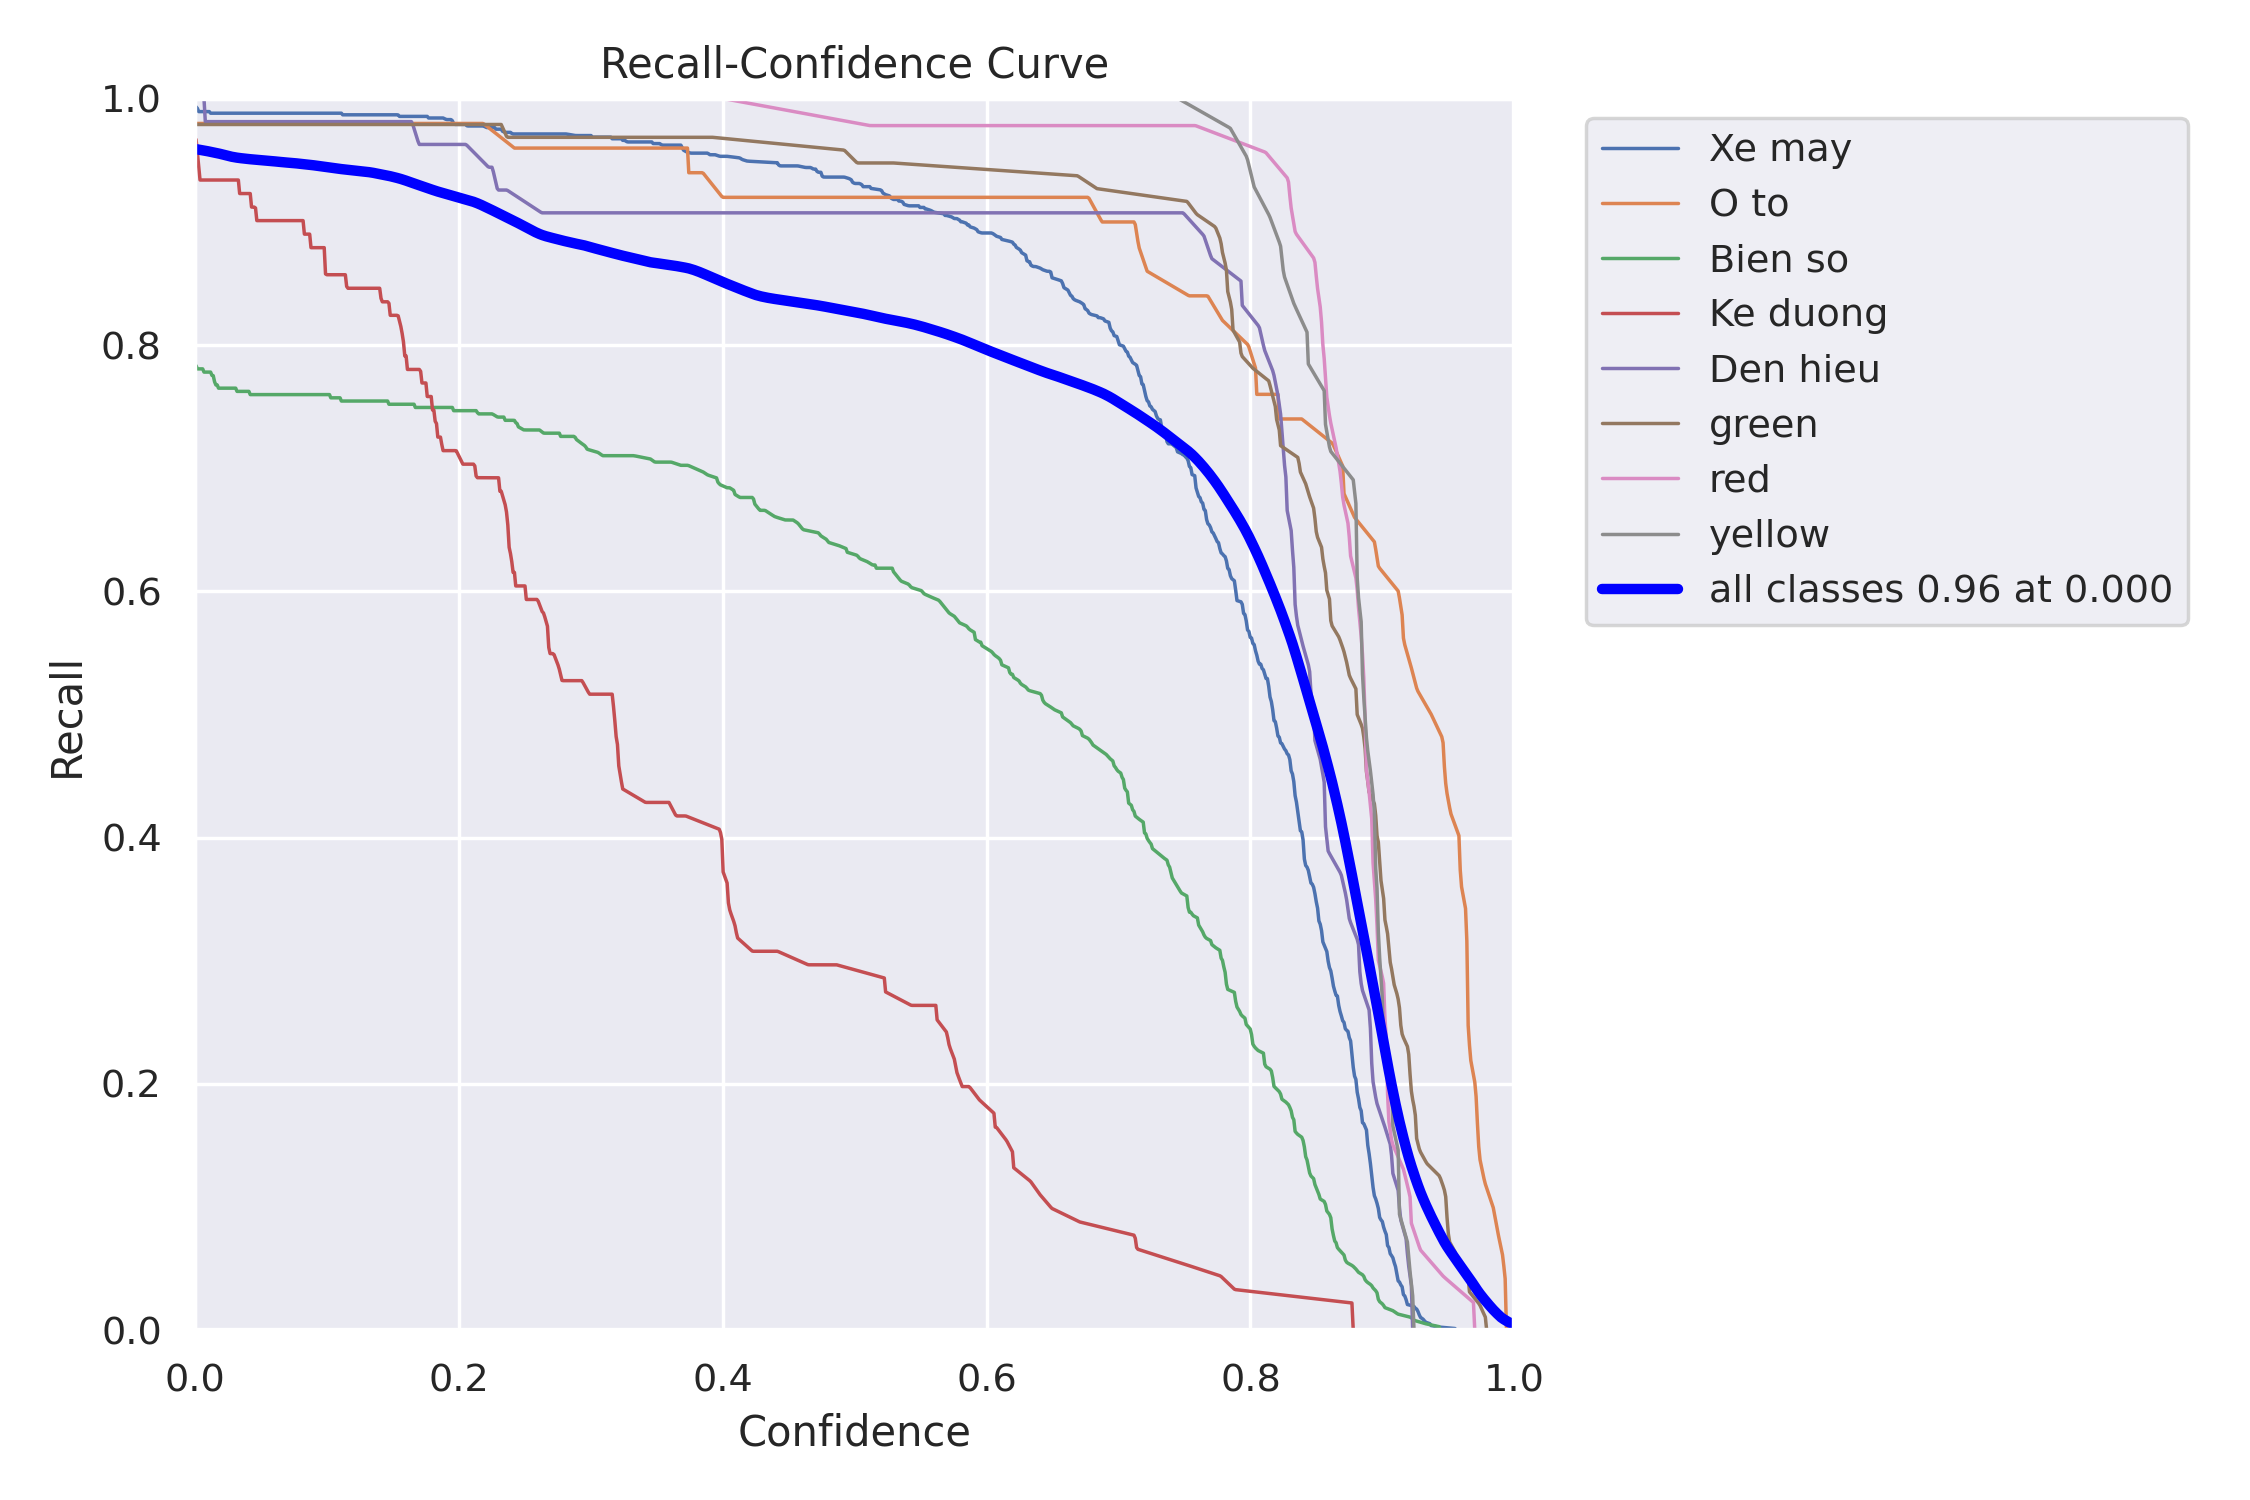 Recall-Confidence Curve
1.0
0.8
0.6
0.4
0.2
0.0
Recall
0.0 0.2 0.4 0.6 0.8 1.0
Confidence
Xe may
O to
Bien so
Ke duong
Den hieu
green
red
yellow
all classes 0.96 at 0.000